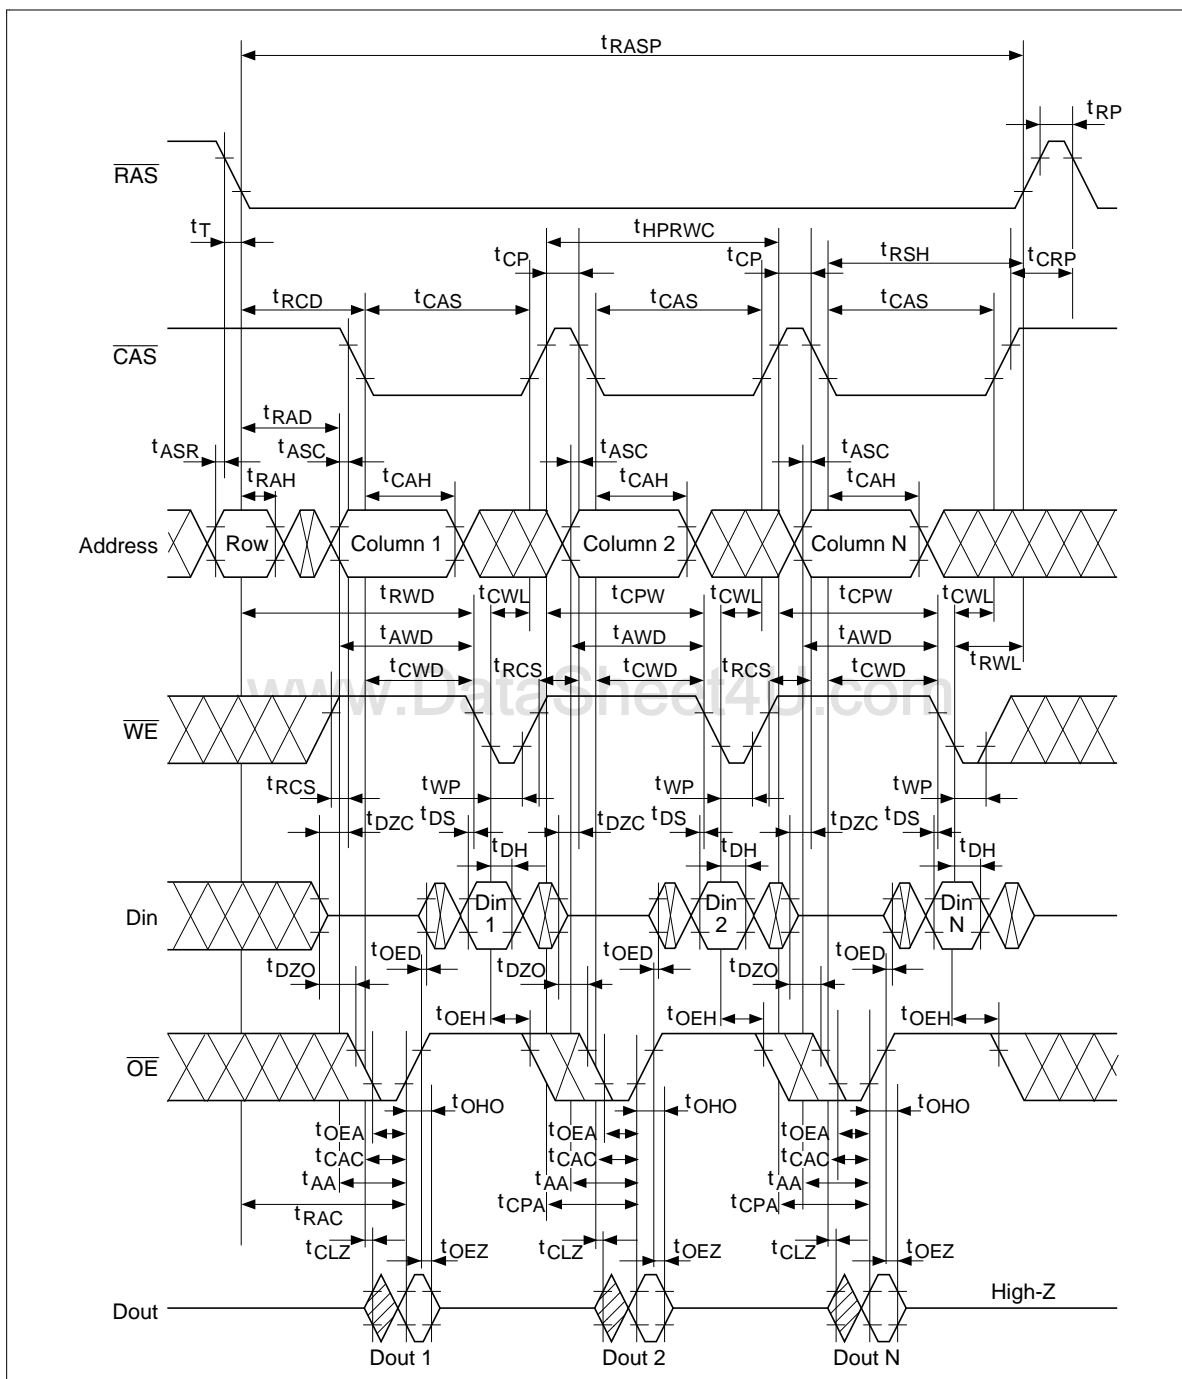 tRASP
tRP
RAS
tT
tHPRWC
tCP tCP tRSH tCRP
tRCD tCAS tCAS tCAS
CAS
tRAD
tASR tASC tASC tASC
tRAH tCAH tCAH tCAH
Address Row Column 1 Column 2 Column N
tRWD tCWL tCPW tCWL tCPW tCWL
tAWD tAWD tAWD
tCWD tRCS tCWD tRCS tCWD tRWL
www.DataSheet4U.com
WE
tRCS tWP tWP tWP
tDZC tDS tDZC tDS tDZC tDS
tDH tDH tDH
Din Din 1 Din 2 Din N
tDZO tOED tDZO tOED tDZO tOED
tOEH tOEH tOEH
OE
tOHO tOHO tOHO
tOEA tOEA tOEA
tCAC tCAC tCAC
tAA tAA tAA
tRAC tCPA tCPA
tCLZ tOEZ tCLZ tOEZ tCLZ tOEZ
High-Z
Dout
Dout 1 Dout 2 Dout N